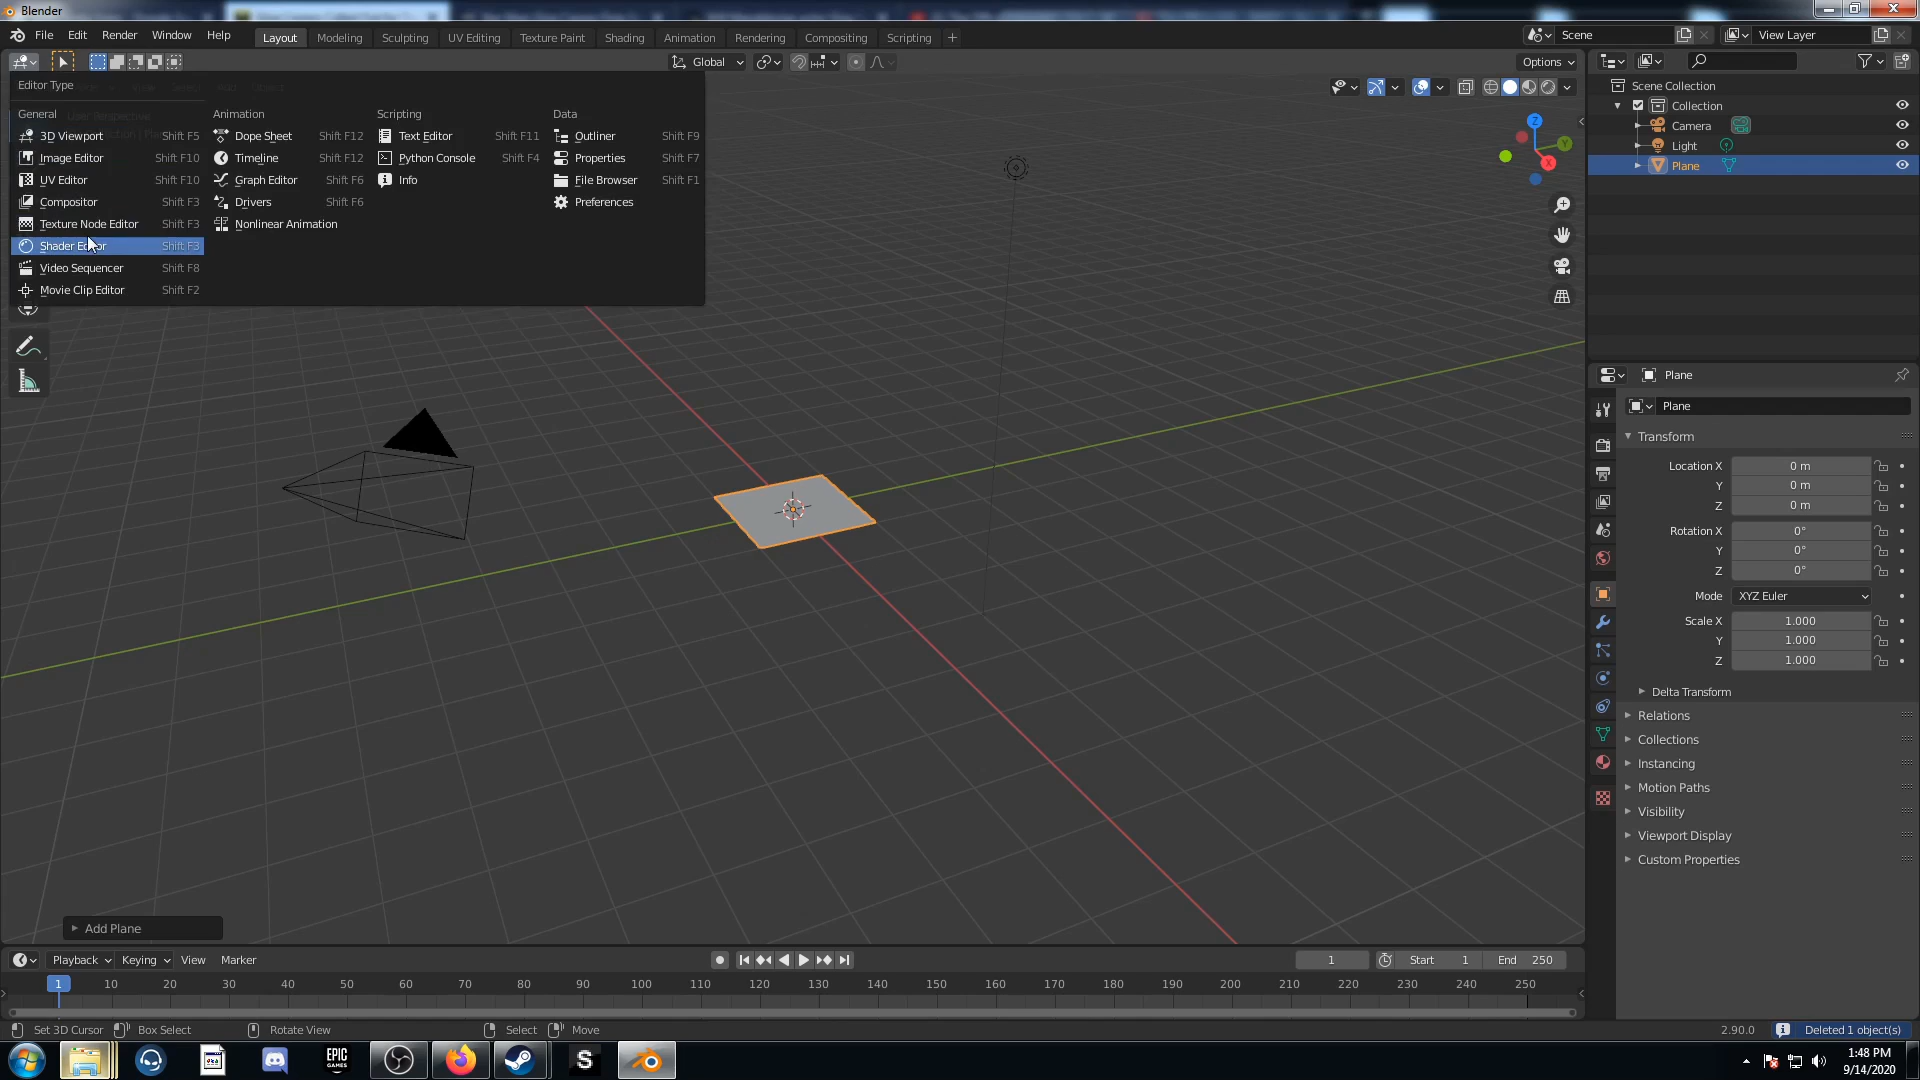 Blender
File Edit Render Window Help Layout Modeling Sculpting UV Editing Texture Paint Shading Animation Rendering Compositing Scripting + Scene View Layer
Global Options
Editor Type
General Animation Scripting Data
3D Viewport Shift F5 Dope Sheet Shift F12 Text Editor Shift F11 Outliner Shift F9
Image Editor Shift F10 Timeline Shift F12 Python Console Shift F4 Properties Shift F7
UV Editor Shift F10 Graph Editor Shift F6 Info File Browser Shift F1
Compositor Shift F3 Drivers Shift F6 Preferences
Texture Node Editor Shift F3 Nonlinear Animation
Shader Editor Shift F3
Video Sequencer Shift F8
Movie Clip Editor Shift F2
Z
Y
X
Scene Collection
Collection
Camera
Light
Plane
Plane
Plane
Transform
Location X 0 m
Y 0 m
Z 0 m
Rotation X 0°
Y 0°
Z 0°
Mode XYZ Euler
Scale X 1.000
Y 1.000
Z 1.000
Delta Transform
Relations
Collections
Instancing
Motion Paths
Visibility
Viewport Display
Custom Properties
Add Plane
Playback Keying View Marker 1 Start 1 End 250
1 10 20 30 40 50 60 70 80 90 100 110 120 130 140 150 160 170 180 190 200 210 220 230 240 250
Set 3D Cursor Box Select Rotate View Select Move 2.90.0 Deleted 1 object(s)
EPIC GAMES
S
1:48 PM
9/14/2020